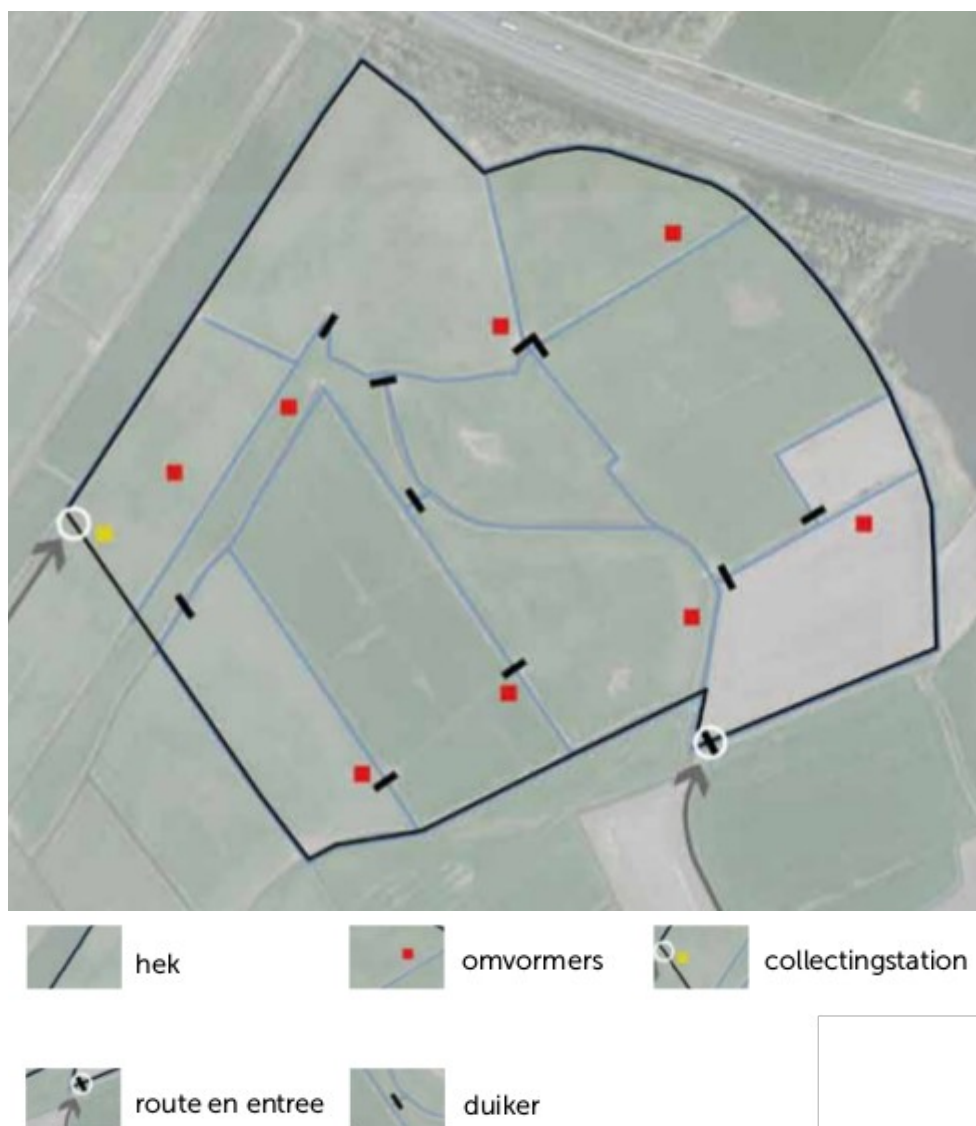 hek
omvormers
collectingstation
route en entree
duiker